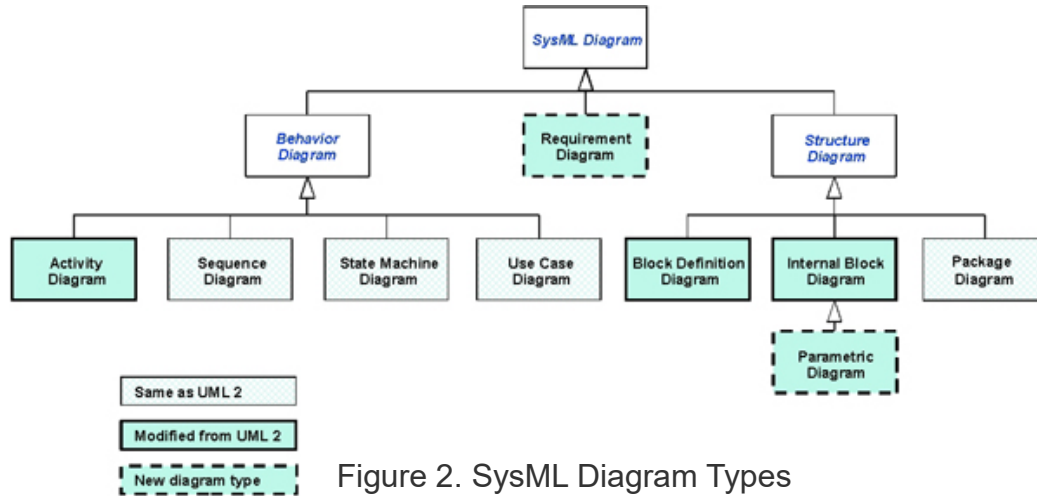 SysML Diagram
Behavior
Diagram
Requirement
Diagram
Structure
Diagram
Activity
Diagram
Sequence
Diagram
State Machine
Diagram
Use Case
Diagram
Block Definition
Diagram
Internal Block
Diagram
Package
Diagram
Parametric
Diagram
Same as UML 2
Modified from UML 2
New diagram type
Figure 2. SysML Diagram Types